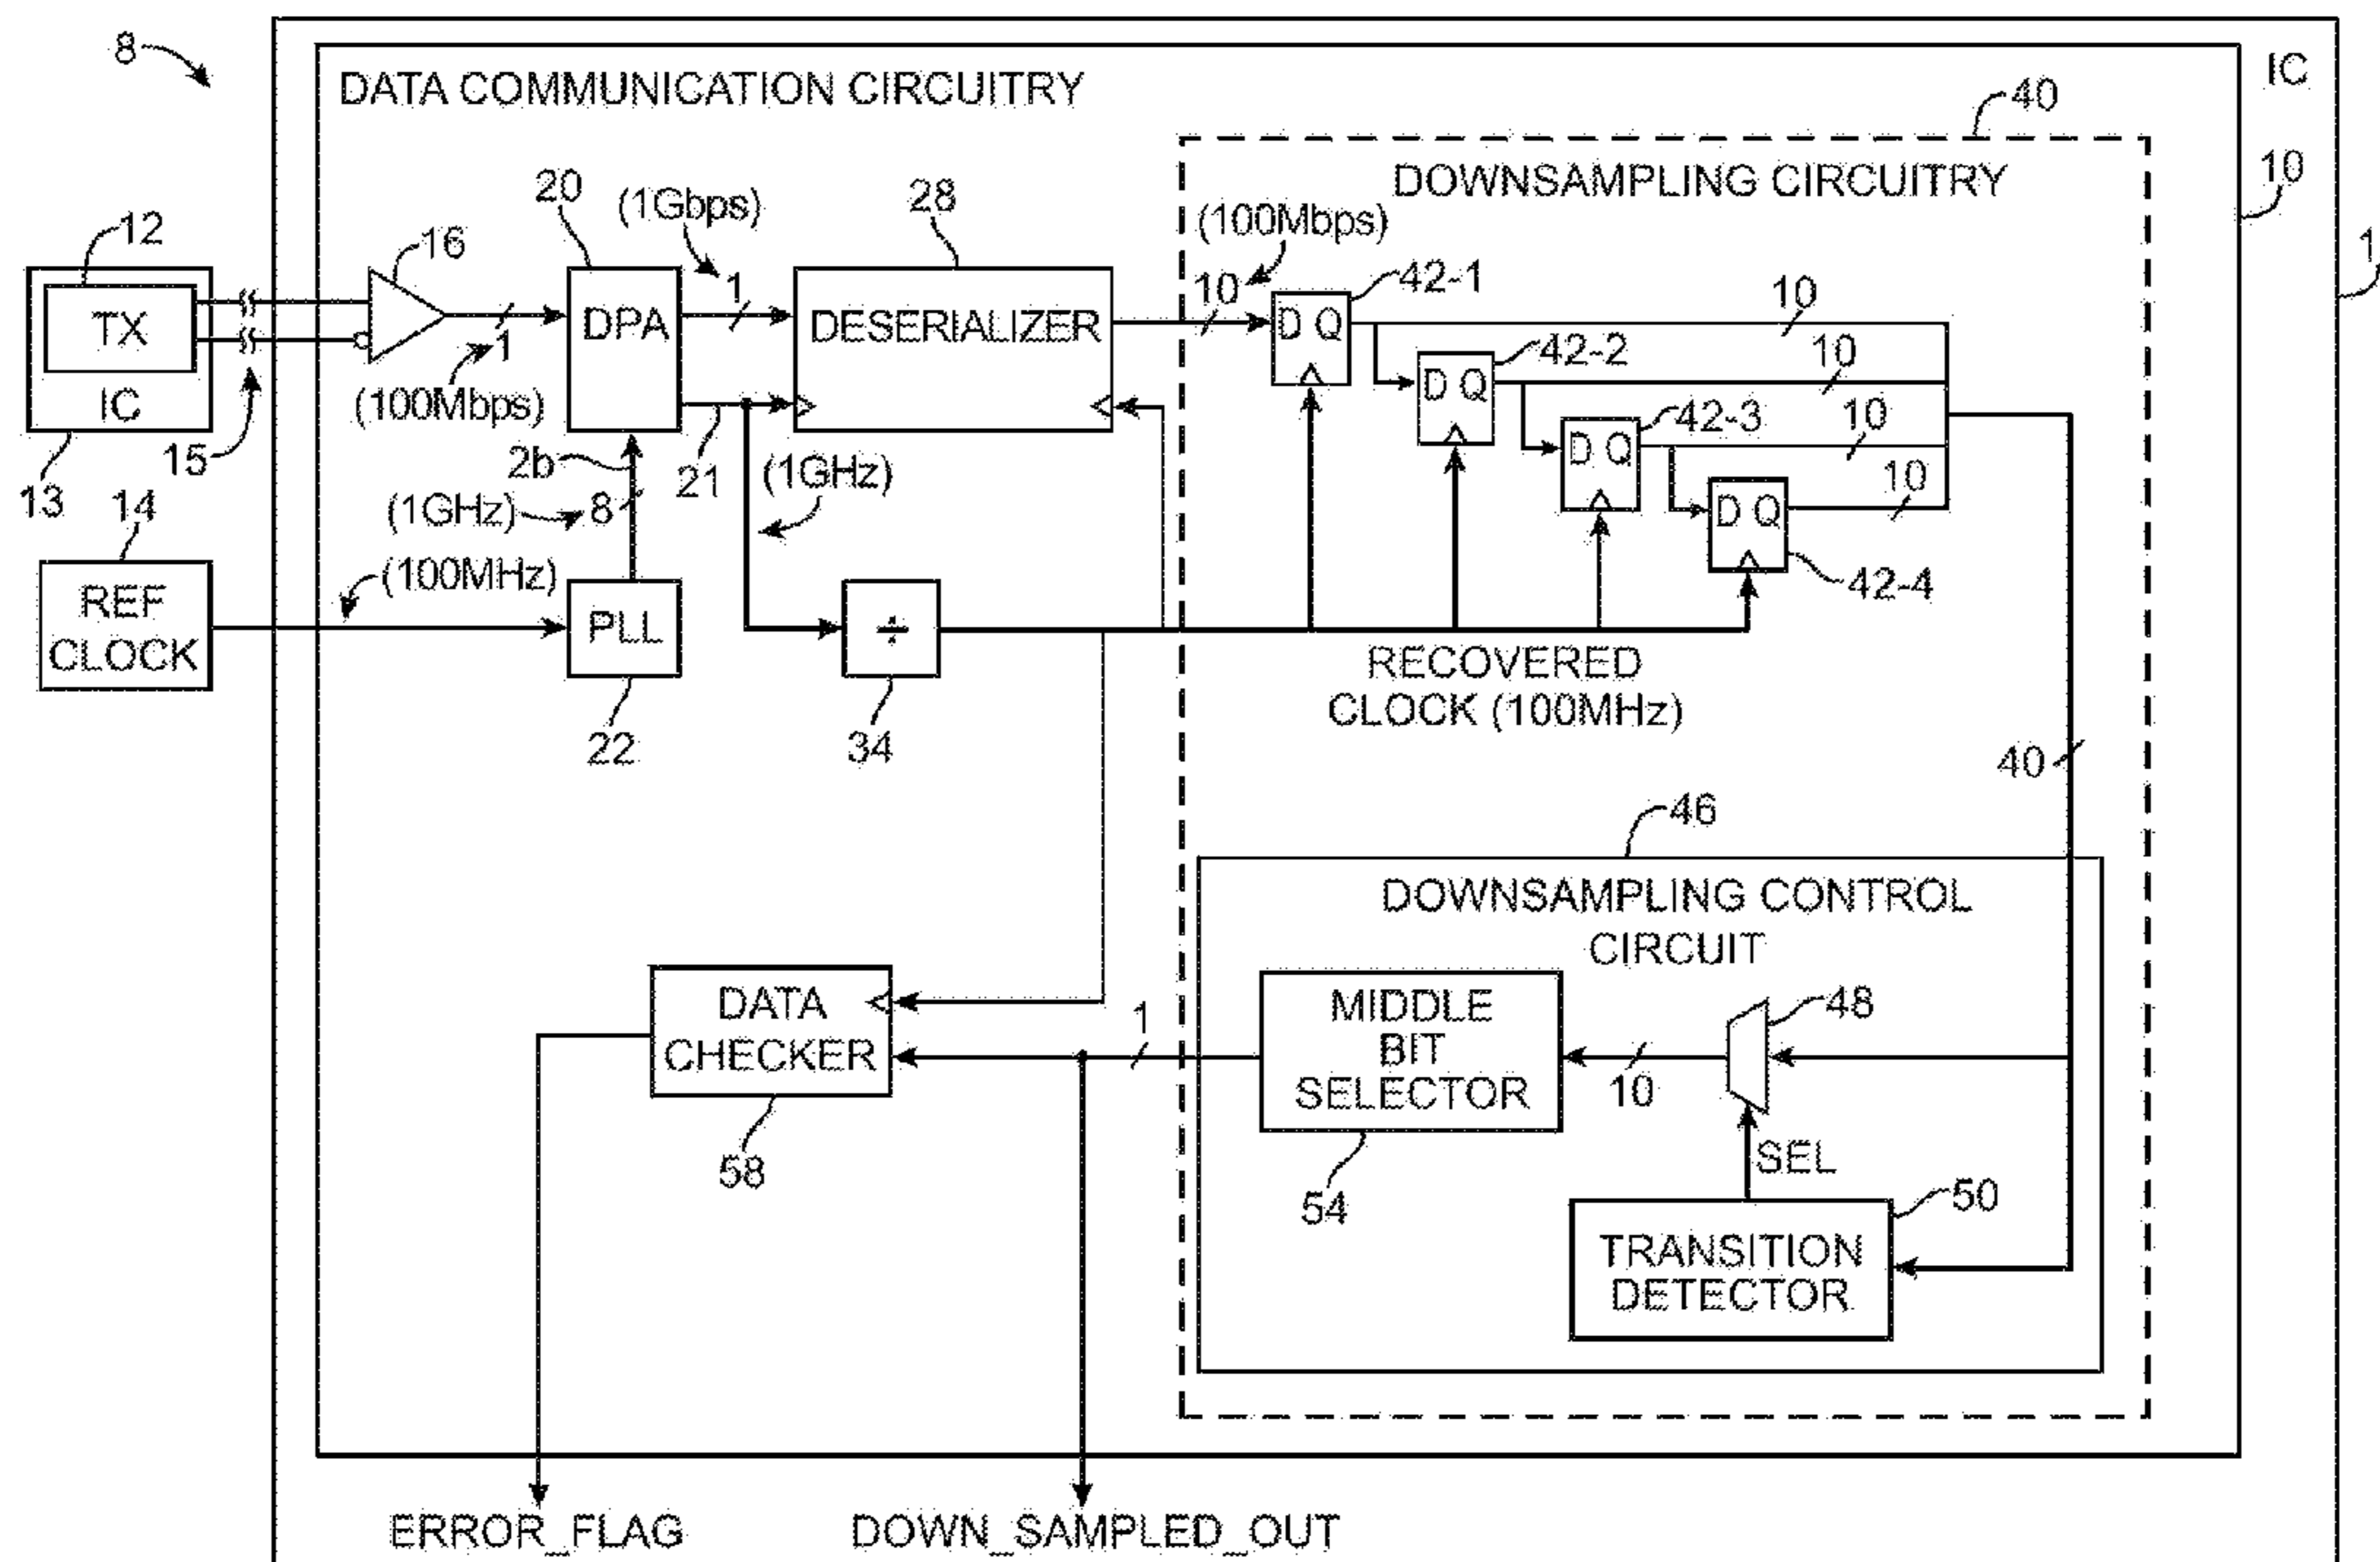 8
IC
DATA COMMUNICATION CIRCUITRY
40
10
1
DOWNSAMPLING CIRCUITRY
12
16
20
(1Gbps)
28
(100Mbps)
TX
IC
13
15
1
(100Mbps)
DPA
1
DESERIALIZER
10
D Q
42-1
10
D Q
42-2
10
D Q
42-3
10
D Q
42-4
10
21
2b
(1GHz)
8
(1GHz)
14
REF
CLOCK
(100MHz)
PLL
22
÷
34
RECOVERED
CLOCK (100MHz)
40
46
DOWNSAMPLING CONTROL
CIRCUIT
DATA
CHECKER
58
1
MIDDLE
BIT
SELECTOR
54
10
48
SEL
50
TRANSITION
DETECTOR
ERROR_FLAG
DOWN_SAMPLED_OUT